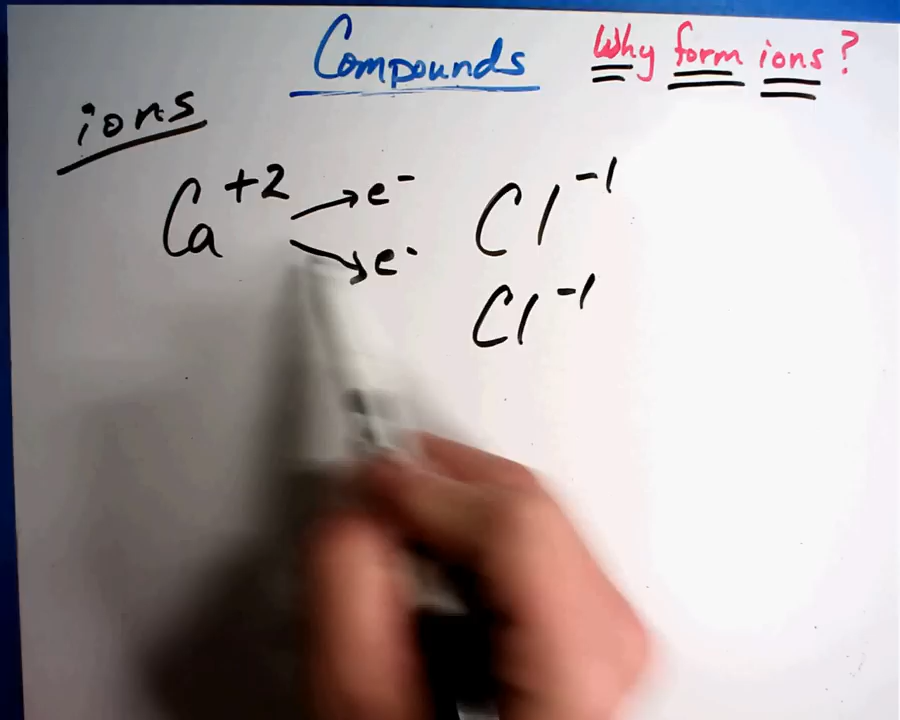 Compounds Why form ions?
ions
Ca+2 → e- Cl-1
→ e- Cl-1